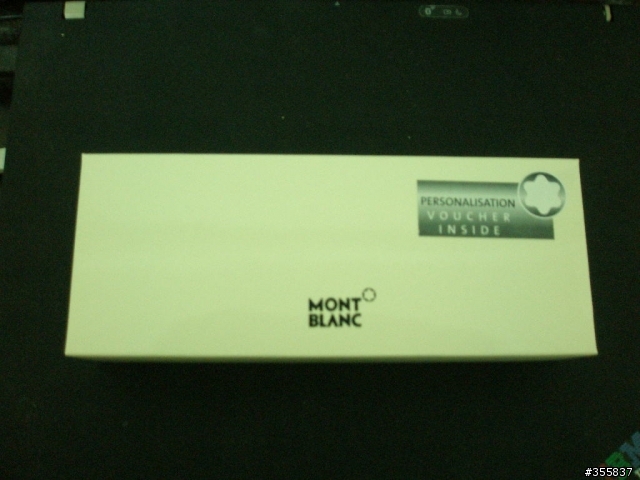 PERSONALISATION
VOUCHER
INSIDE
MONT
BLANC
#355837